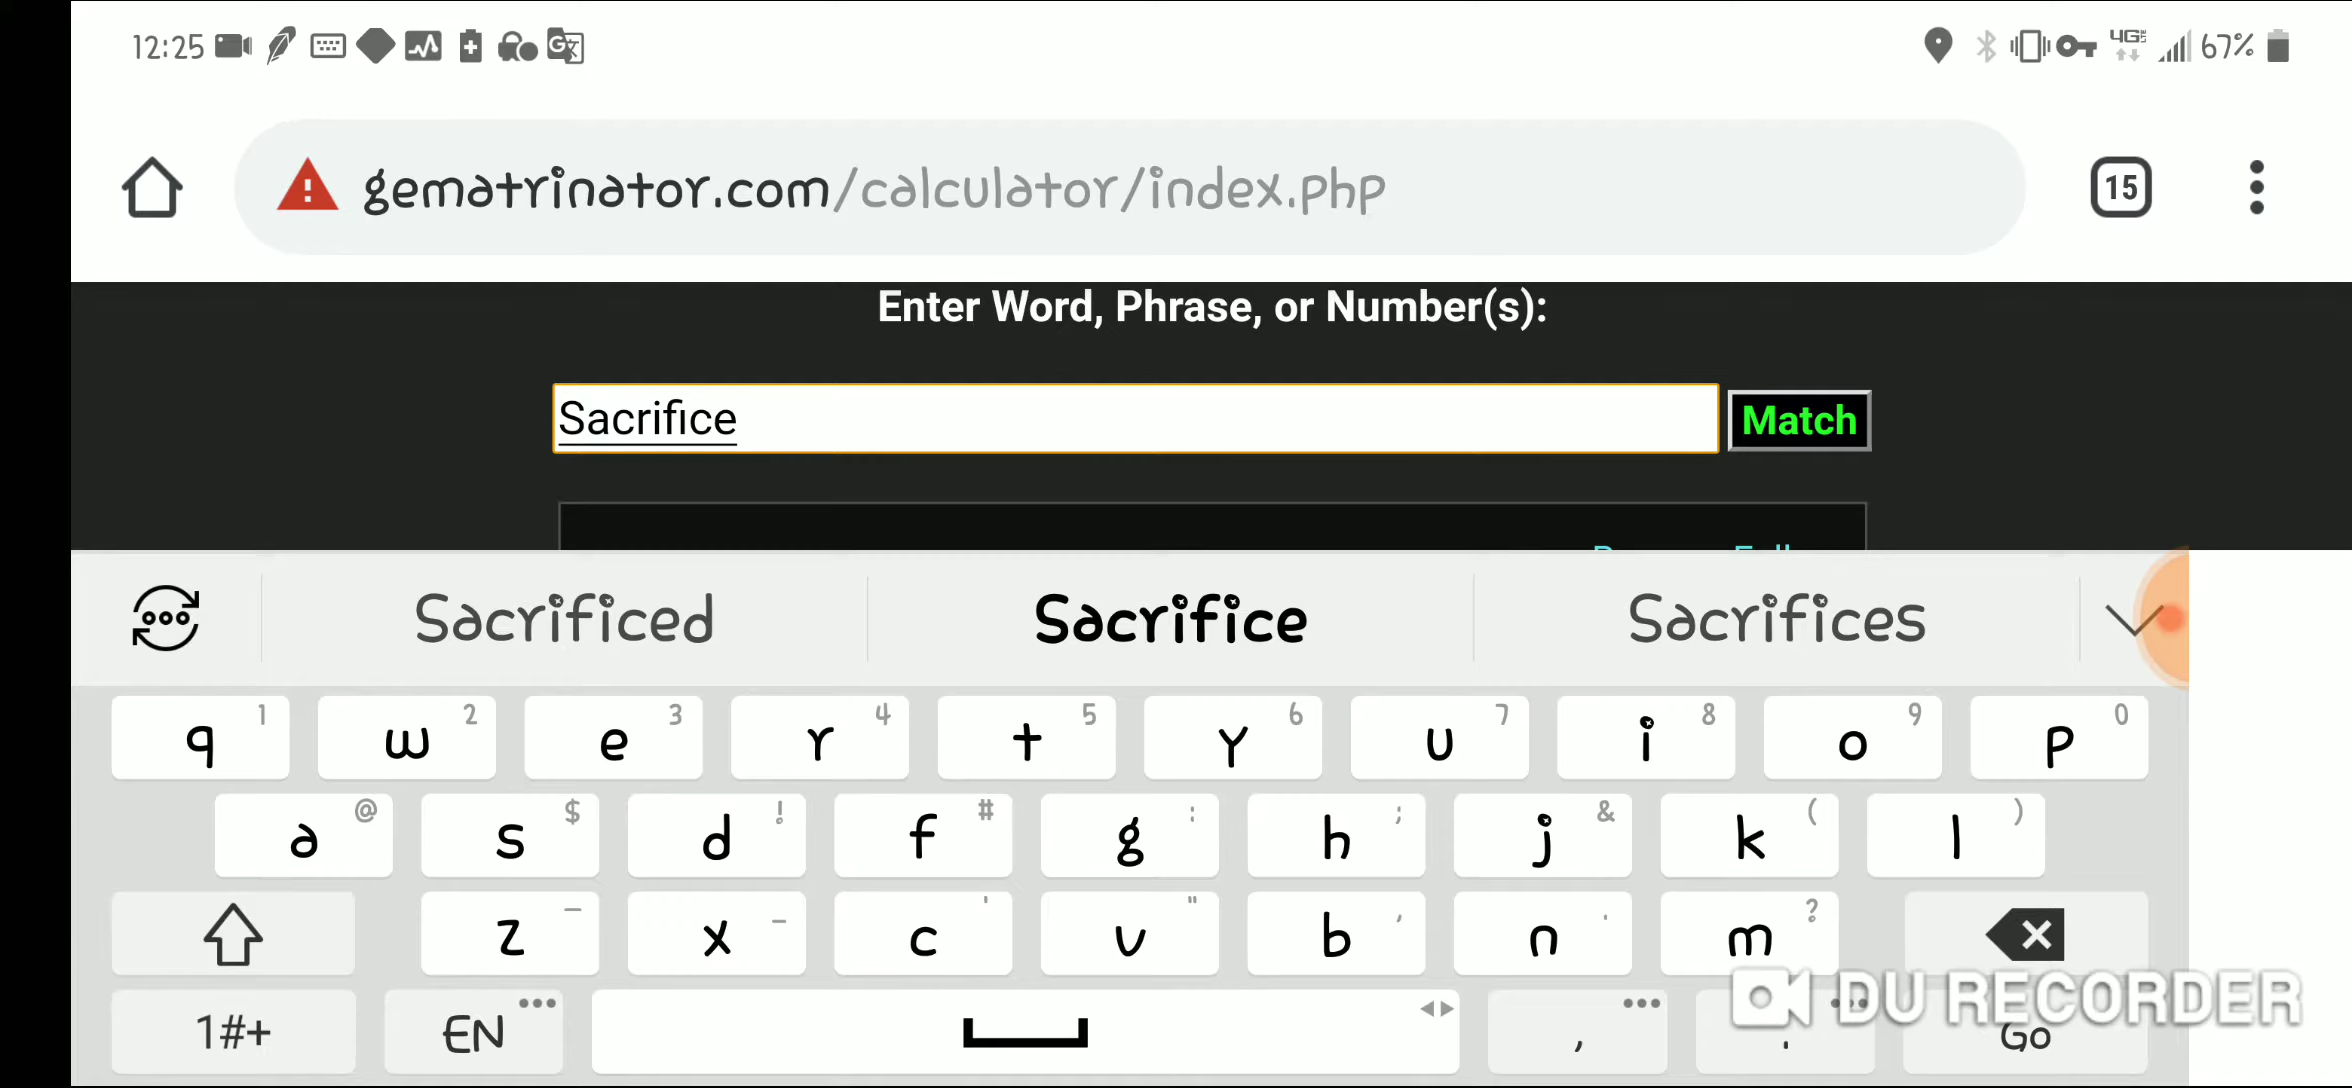 12:25 4G 67%
gematrinator.com/calculator/index.php 15
Enter Word, Phrase, or Number(s):
Sacrifice Match
Sacrificed Sacrifice Sacrifices
q 1 w 2 e 3 r 4 t 5 y 6 u 7 i 8 o 9 p 0
a @ s $ d ! f # g : h ; j & k ( l )
z — x - c ' v " b , n . m ?
1#+ EN , . Go
DU RECORDER